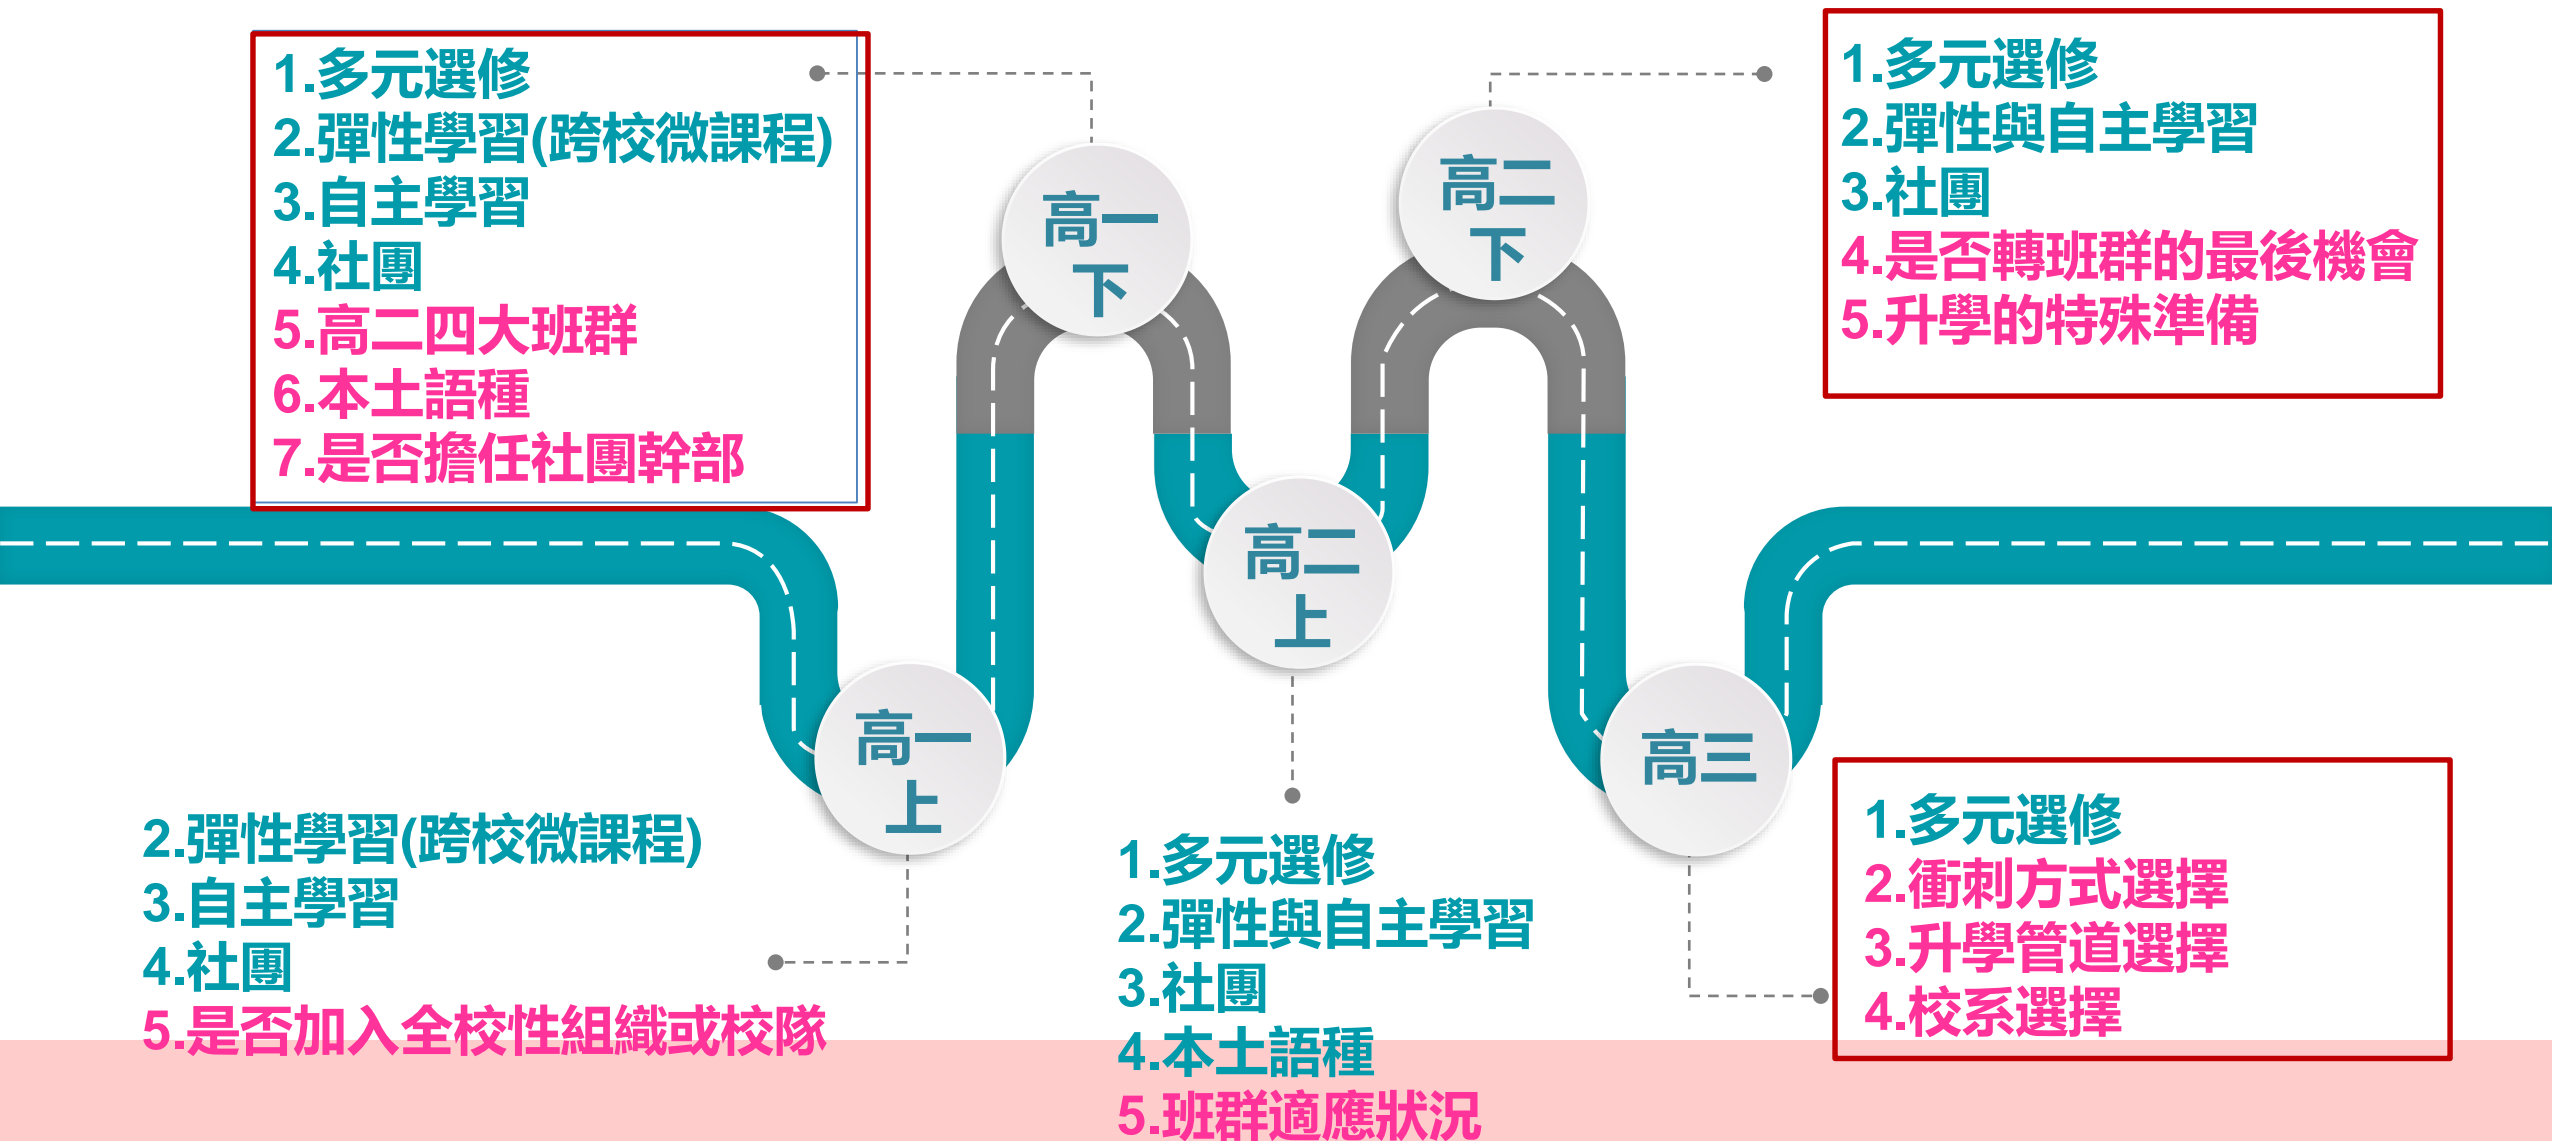 1.多元選修
2.彈性學習(跨校微課程)
3.自主學習
4.社團
5.高二四大班群
6.本土語種
7.是否擔任社團幹部
高一
下
高二
下
1.多元選修
2.彈性與自主學習
3.社團
4.是否轉班群的最後機會
5.升學的特殊準備
高一
上
2.彈性學習(跨校微課程)
3.自主學習
4.社團
5.是否加入全校性組織或校隊
高二
上
1.多元選修
2.彈性與自主學習
3.社團
4.本土語種
5.班群適應狀況
高三
1.多元選修
2.衝刺方式選擇
3.升學管道選擇
4.校系選擇